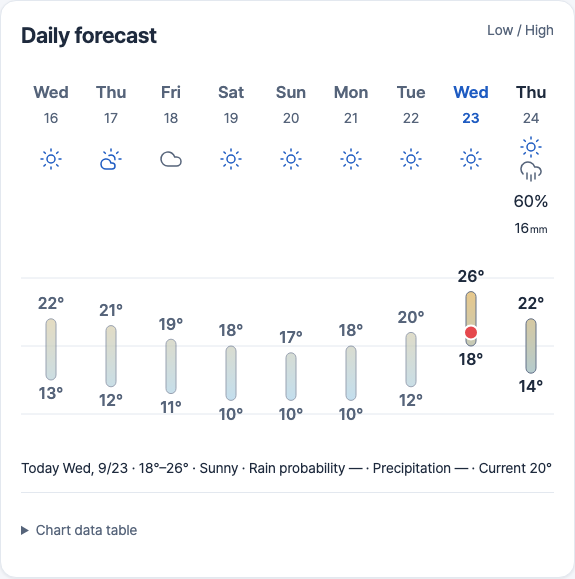 Daily forecast
Low / High
Wed Thu Fri Sat Sun Mon Tue Wed Thu
16 17 18 19 20 21 22 23 24
60%
16mm
26°
22° 21° 19° 18° 17° 18° 20° 22°
18°
13° 12° 11° 10° 10° 10° 12° 14°
Today Wed, 9/23 · 18°–26° · Sunny · Rain probability — · Precipitation — · Current 20°
Chart data table